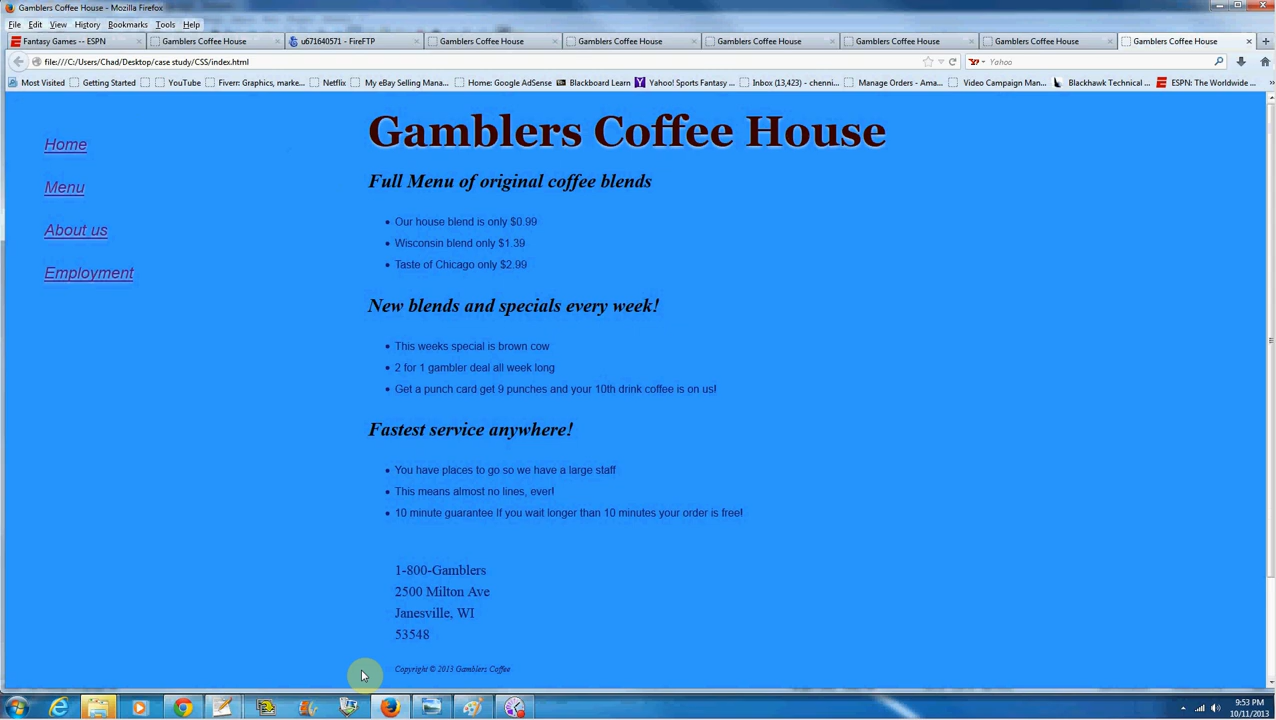 Gamblers Coffee House - Mozilla Firefox
File Edit View History Bookmarks Tools Help
Fantasy Games -- ESPN × Gamblers Coffee House × u671640571 - FireFTP × Gamblers Coffee House × Gamblers Coffee House × Gamblers Coffee House × Gamblers Coffee House × Gamblers Coffee House × Gamblers Coffee House ×
file:///C:/Users/Chad/Desktop/case study/CSS/index.html Yahoo
Most Visited Getting Started YouTube Fiverr: Graphics, marke... Netflix My eBay Selling Mana... Home: Google AdSense Blackboard Learn Yahoo! Sports Fantasy ... Inbox (13,423) - chenni... Manage Orders - Ama... Video Campaign Man... Blackhawk Technical ... ESPN: The Worldwide ...
Gamblers Coffee House
Home
Menu
About us
Employment
Full Menu of original coffee blends
Our house blend is only $0.99
Wisconsin blend only $1.39
Taste of Chicago only $2.99
New blends and specials every week!
This weeks special is brown cow
2 for 1 gambler deal all week long
Get a punch card get 9 punches and your 10th drink coffee is on us!
Fastest service anywhere!
You have places to go so we have a large staff
This means almost no lines, ever!
10 minute guarantee If you wait longer than 10 minutes your order is free!
1-800-Gamblers
2500 Milton Ave
Janesville, WI
53548
Copyright © 2013 Gamblers Coffee
9:53 PM
10/11/2013